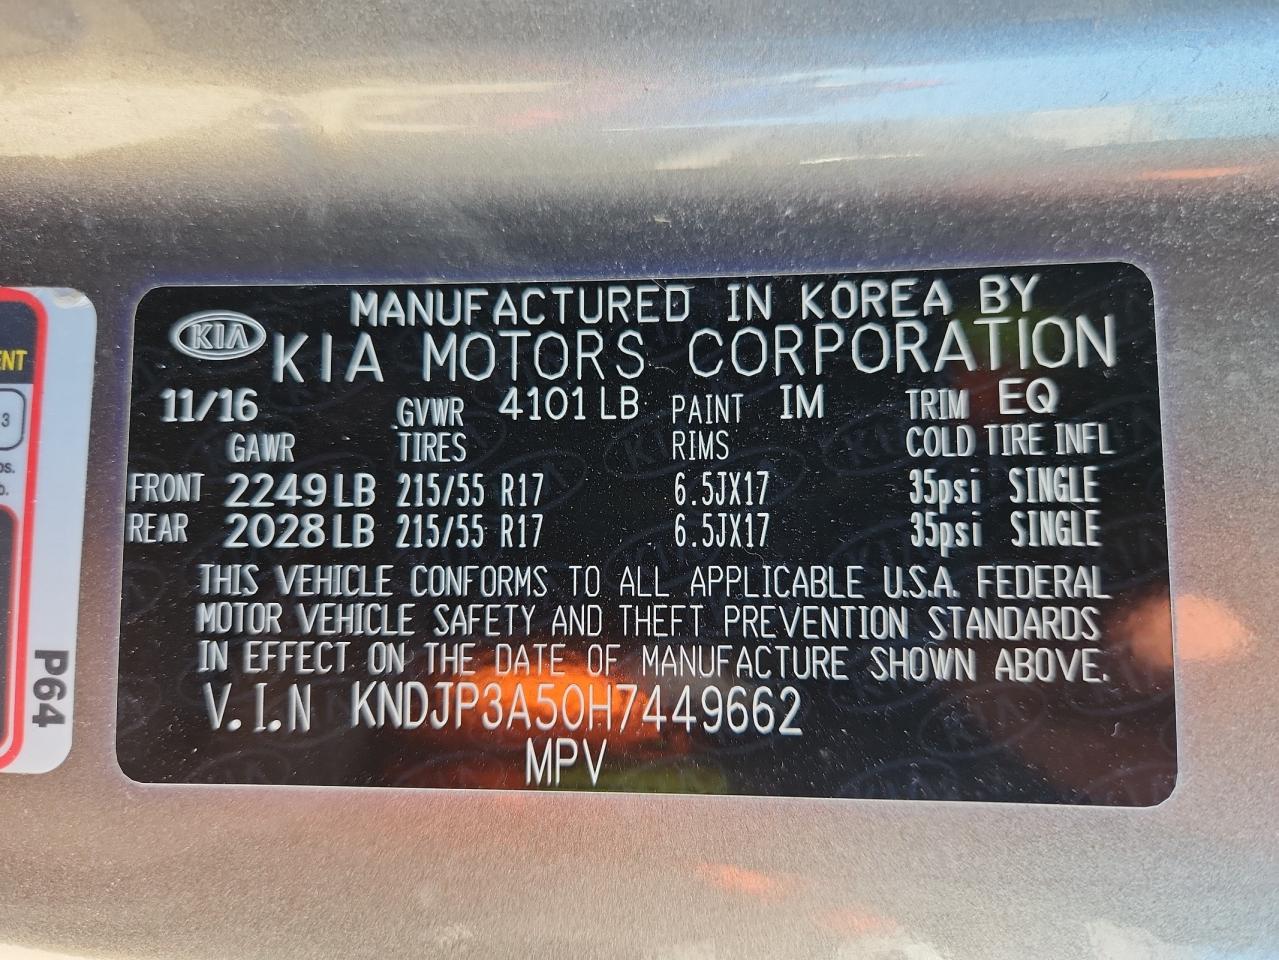 MANUFACTURED IN KOREA BY
KIA KIA MOTORS CORPORATION
11/16 GVWR 4101 LB PAINT IM TRIM EQ
GAWR TIRES RIMS COLD TIRE INFL
FRONT 2249 LB 215/55 R17 6.5JX17 35psi SINGLE
REAR 2028 LB 215/55 R17 6.5JX17 35psi SINGLE
THIS VEHICLE CONFORMS TO ALL APPLICABLE U.S.A. FEDERAL
MOTOR VEHICLE SAFETY AND THEFT PREVENTION STANDARDS
IN EFFECT ON THE DATE OF MANUFACTURE SHOWN ABOVE.
V.I.N KNDJP3A50H7449662
MPV
ENT
3
bs.
b.
P64